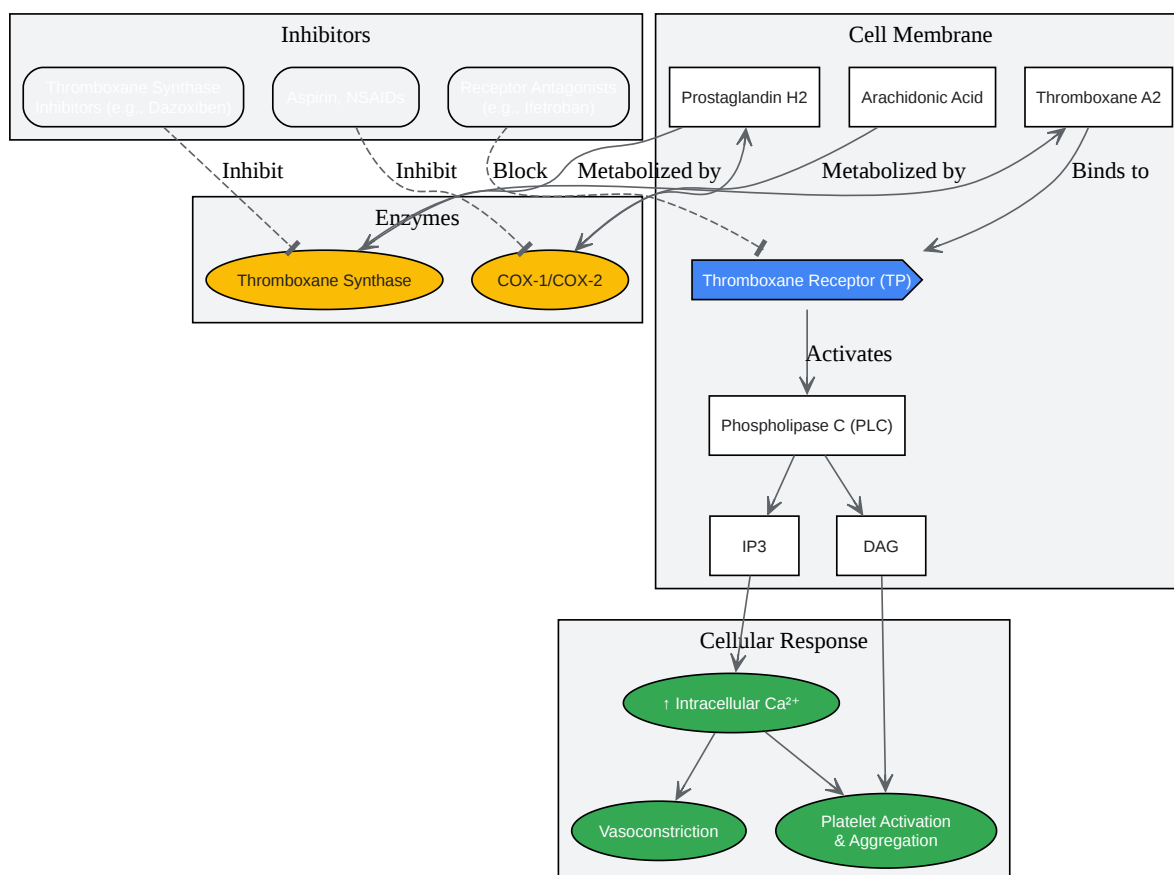 Inhibitors
Cell Membrane
Thromboxane Synthase
Inhibitors (e.g., Dazoxiben)
Aspirin, NSAIDs
Receptor Antagonists
(e.g., Ifetroban)
Prostaglandin H2
Arachidonic Acid
Thromboxane A2
Inhibit
Inhibit
Block
Metabolized by
Metabolized by
Binds to
Enzymes
Thromboxane Synthase
COX-1/COX-2
Thromboxane Receptor (TP)
Activates
Phospholipase C (PLC)
IP3
DAG
Cellular Response
↑ Intracellular Ca²⁺
Vasoconstriction
Platelet Activation
& Aggregation